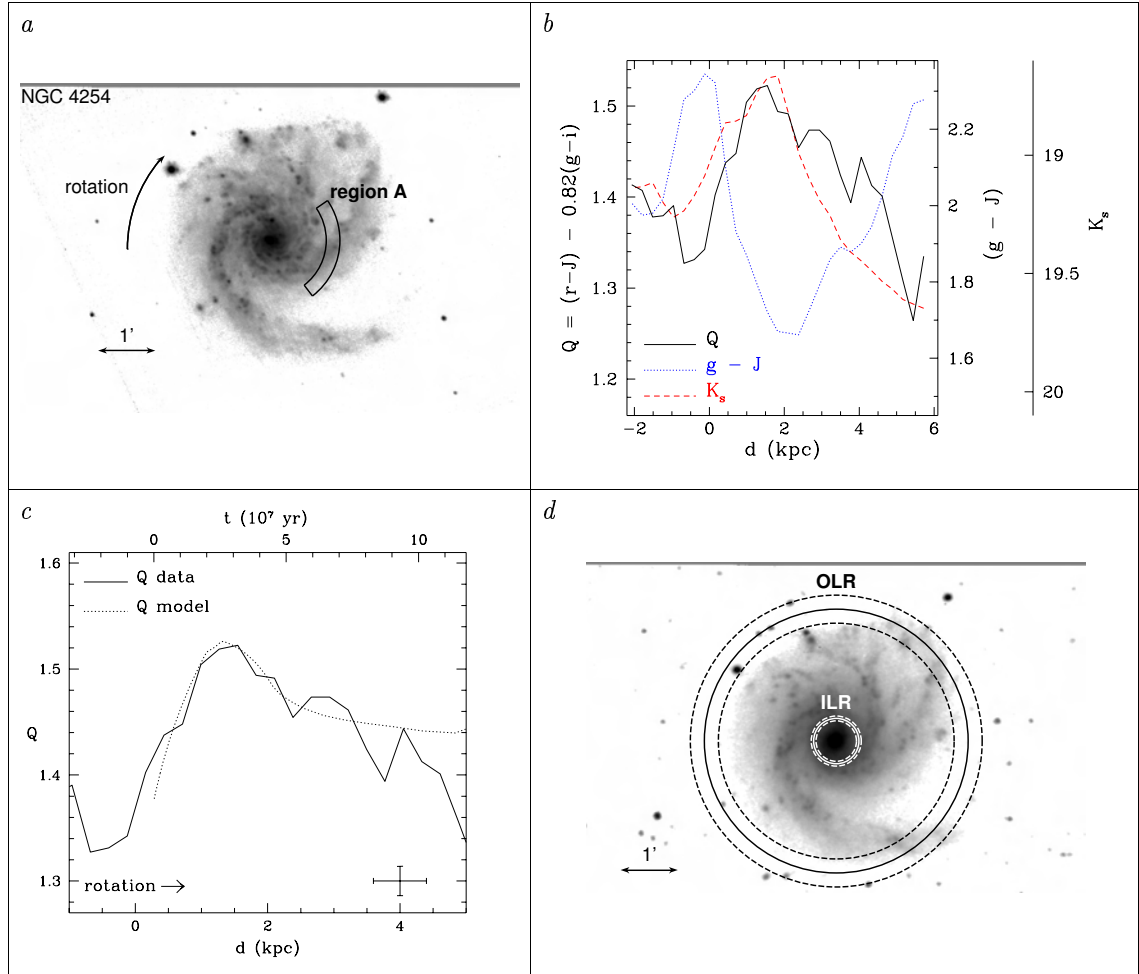 a
NGC 4254
rotation
region A
1'
b
1.5
1.4
1.3
1.2
Q = (r−J) − 0.82(g−i)
2.2
2
1.8
1.6
(g − J)
19
19.5
20
Ks
Q
g − J
Ks
−2 0 2 4 6
d (kpc)
c
t (10⁷ yr)
0 5 10
1.6
1.5
1.4
1.3
Q
Q data
Q model
rotation →
0 2 4
d (kpc)
d
OLR
ILR
1'